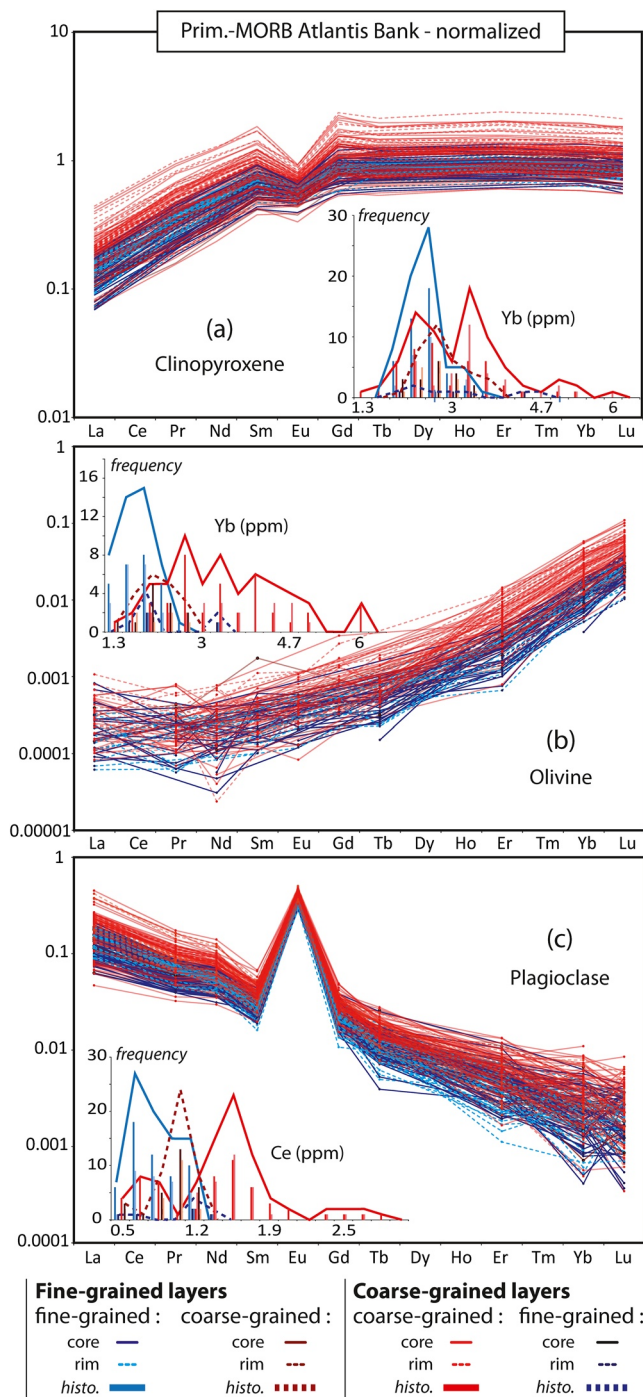 Prim.-MORB Atlantis Bank - normalized
10
1
0.1
0.01
(a)
Clinopyroxene
frequency
30
20
10
0
Yb (ppm)
1.3 3 4.7 6
La Ce Pr Nd Sm Eu Gd Tb Dy Ho Er Tm Yb Lu
1
0.1
0.01
0.001
0.0001
0.00001
frequency
16
12
8
4
0
Yb (ppm)
1.3 3 4.7 6
(b)
Olivine
La Ce Pr Nd Sm Eu Gd Tb Dy Ho Er Tm Yb Lu
1
0.1
0.01
0.001
0.0001
(c)
Plagioclase
frequency
30
20
10
0
Ce (ppm)
0.5 1.2 1.9 2.5
La Ce Pr Nd Sm Eu Gd Tb Dy Ho Er Tm Yb Lu
Fine-grained layers
fine-grained : coarse-grained :
core core
rim rim
histo. histo.
Coarse-grained layers
coarse-grained : fine-grained :
core core
rim rim
histo. histo.